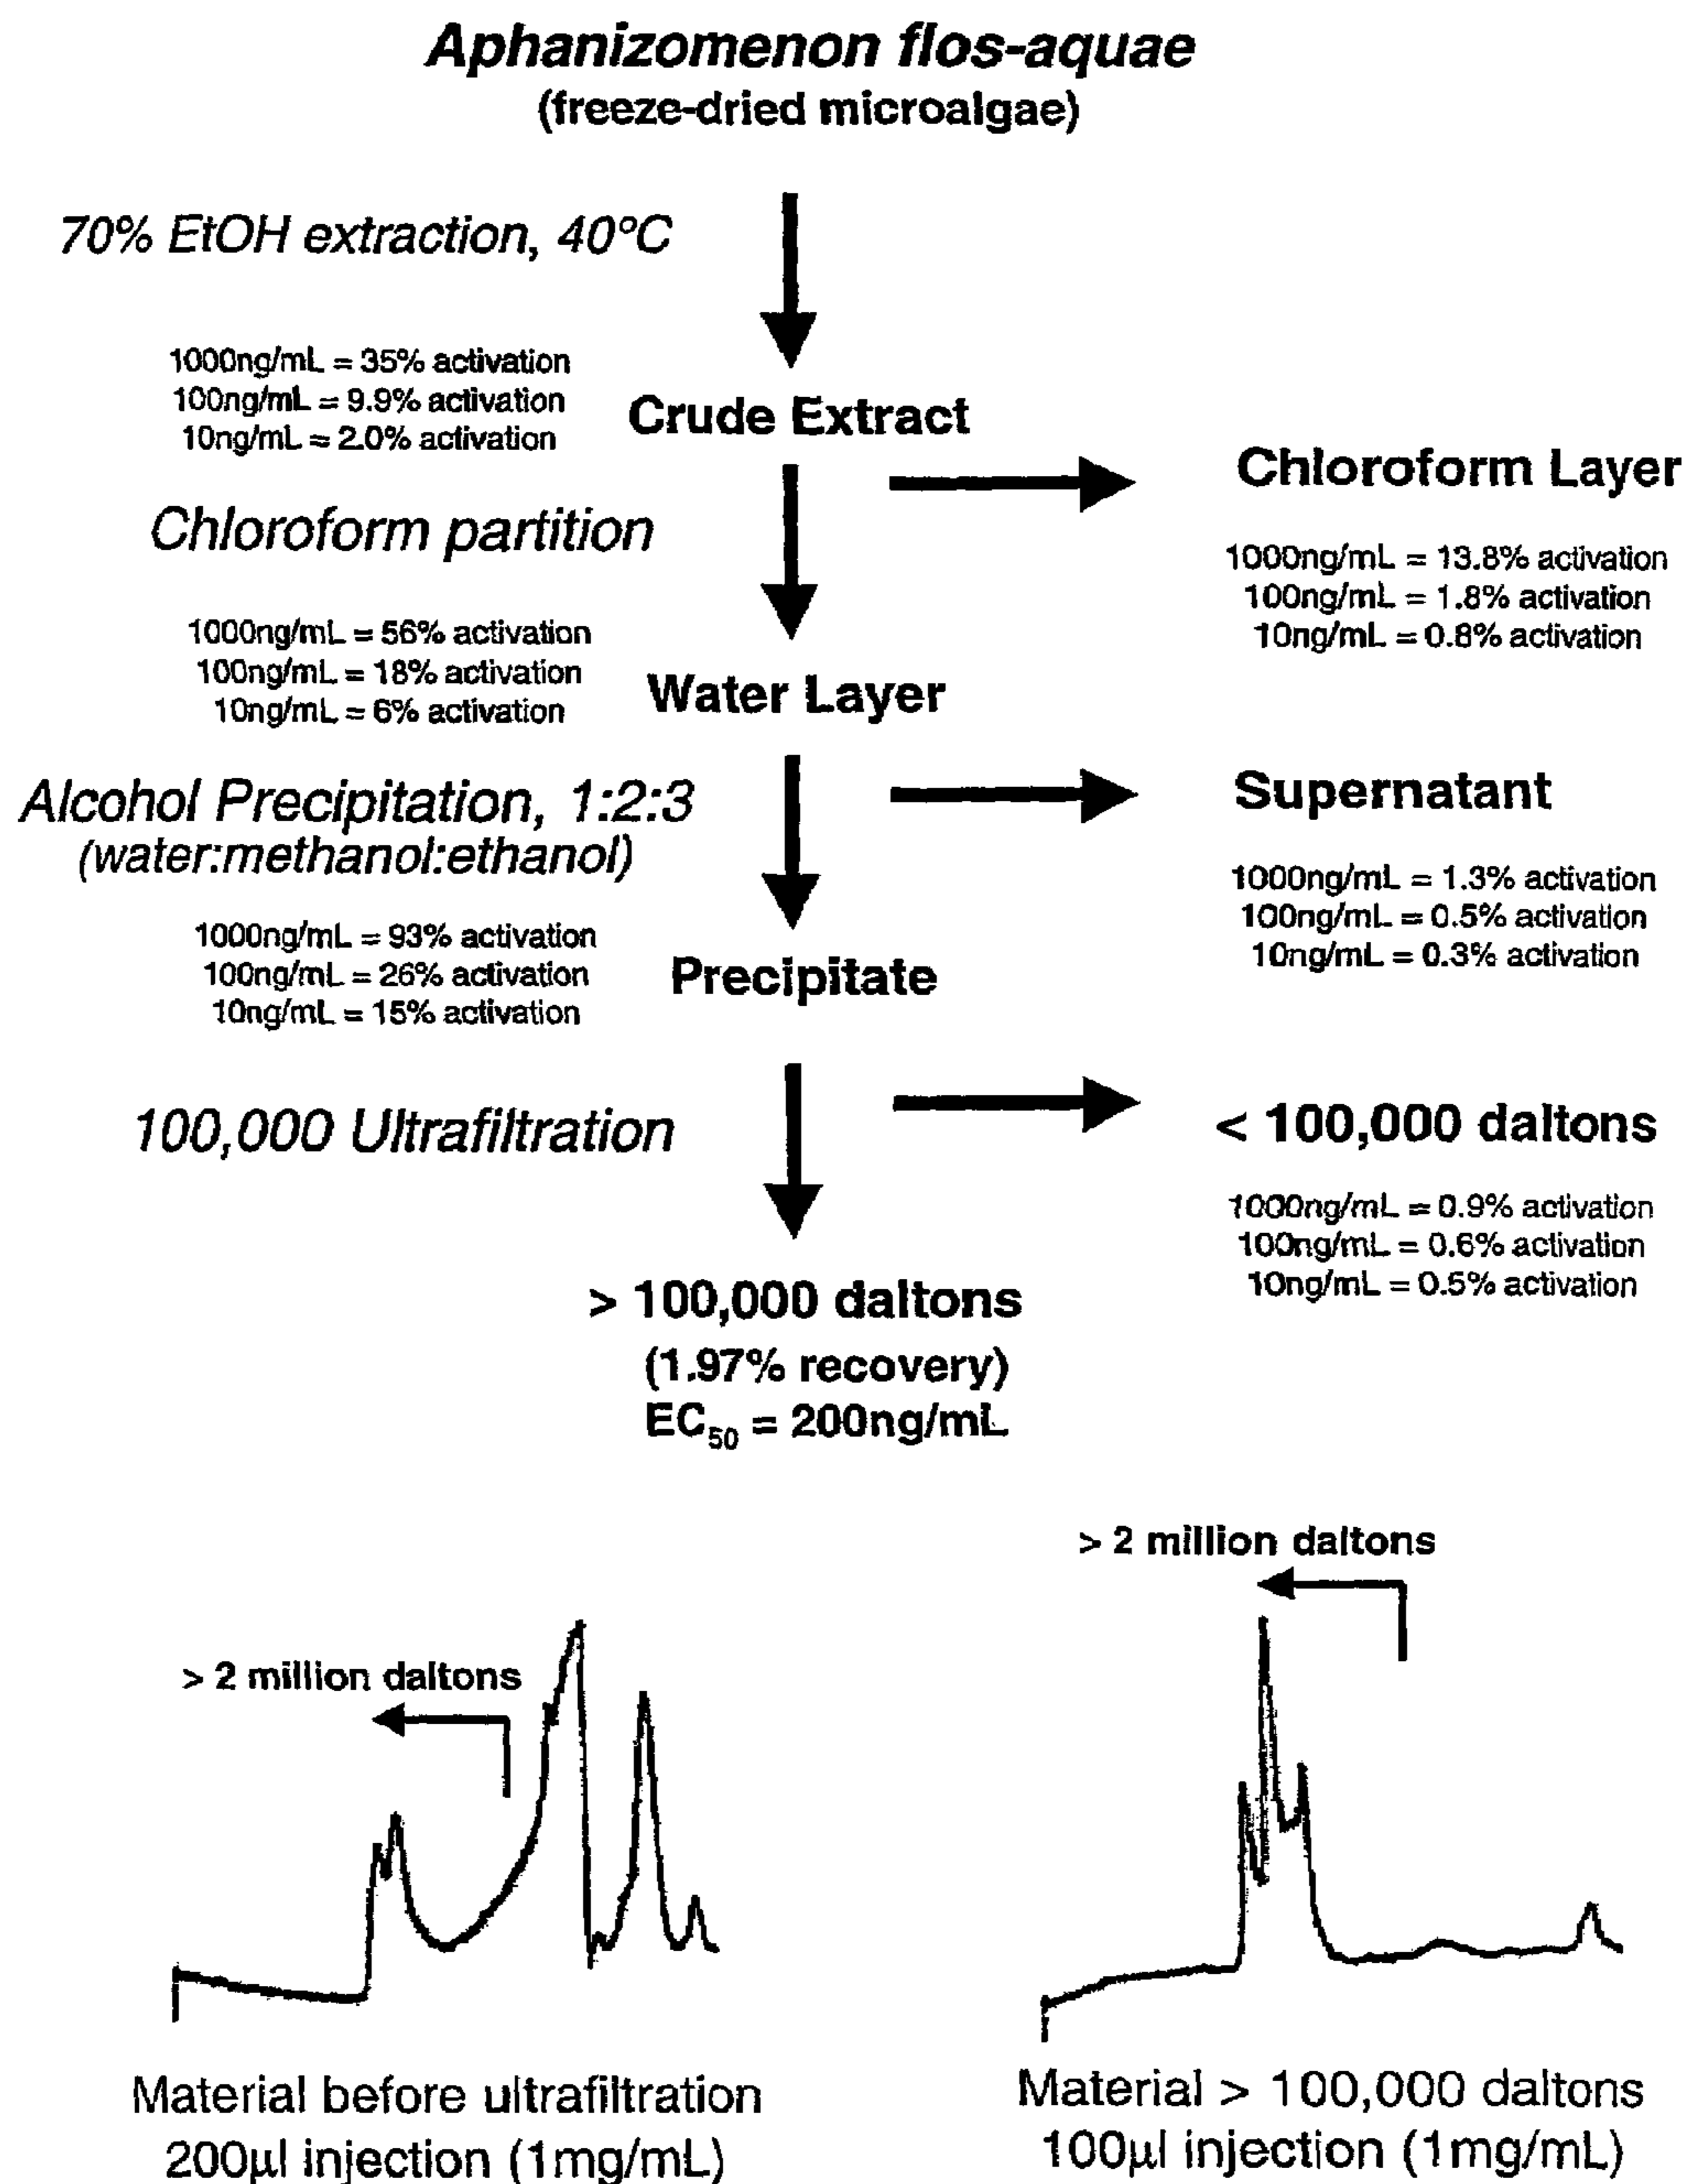 Aphanizomenon flos-aquae
(freeze-dried microalgae)
70% EtOH extraction, 40°C
1000ng/mL = 35% activation
100ng/mL = 9.9% activation
10ng/mL = 2.0% activation
Crude Extract
Chloroform Layer
1000ng/mL = 13.8% activation
100ng/mL = 1.8% activation
10ng/mL = 0.8% activation
Chloroform partition
1000ng/mL = 56% activation
100ng/mL = 18% activation
10ng/mL = 6% activation
Water Layer
Supernatant
1000ng/mL = 1.3% activation
100ng/mL = 0.5% activation
10ng/mL = 0.3% activation
Alcohol Precipitation, 1:2:3
(water:methanol:ethanol)
1000ng/mL = 93% activation
100ng/mL = 26% activation
10ng/mL = 15% activation
Precipitate
100,000 Ultrafiltration
< 100,000 daltons
1000ng/mL = 0.9% activation
100ng/mL = 0.6% activation
10ng/mL = 0.5% activation
> 100,000 daltons
(1.97% recovery)
EC50 = 200ng/mL
> 2 million daltons
> 2 million daltons
Material before ultrafiltration
200µl injection (1mg/mL)
Material > 100,000 daltons
100µl injection (1mg/mL)